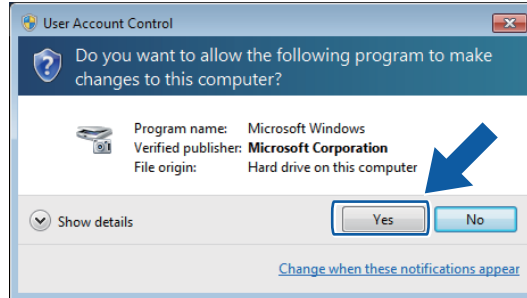 User Account Control
Do you want to allow the following program to make
changes to this computer?
Program name: Microsoft Windows
Verified publisher: Microsoft Corporation
File origin: Hard drive on this computer
Show details
Yes No
Change when these notifications appear